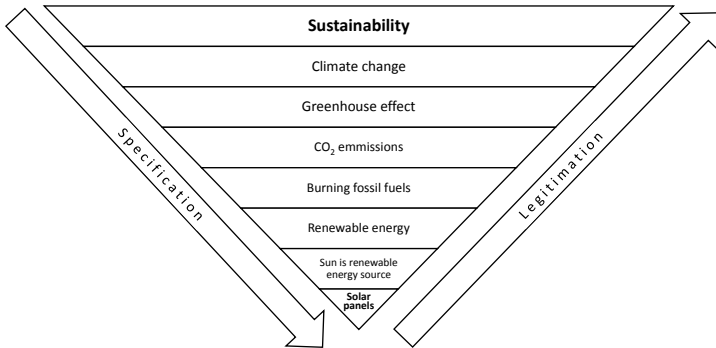 Sustainability
Climate change
Greenhouse effect
CO₂ emmissions
Burning fossil fuels
Renewable energy
Sun is renewable
energy source
Solar
panels
Specification
Legitimation